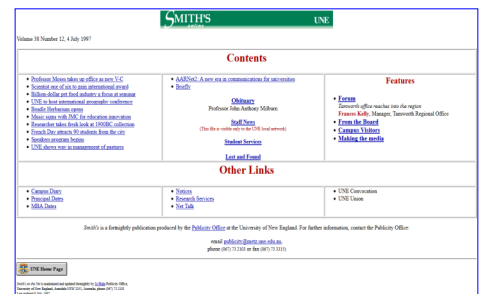 SMITH'S
online
UNE
Volume 38 Number 12, 4 July 1997
Contents
Professor Moses takes up office as new V-C
Scientist one of six to gain international award
Billion-dollar pet food industry a focus at seminar
UNE to host international geography conference
Beadle Herbarium opens
Music signs with JMC for education innovation
Researcher takes fresh look at 1900BC collection
French Day attracts 90 students from the city
Speakers program begins
UNE shows way in management of pastures
AARNet2: A new era in communications for universities
Briefly
Obituary
Professor John Anthony Milburn
Staff News
(This file is visible only to the UNE local network)
Student Services
Lost and Found
Features
Forum
Tamworth office reaches into the region
Frances Kelly, Manager, Tamworth Regional Office
From the Board
Campus Visitors
Making the media
Other Links
Campus Diary
Principal Dates
MBA Dates
Notices
Research Services
Net Talk
UNE Convocation
UNE Union
Smith's is a fortnightly publication produced by the Publicity Office at the University of New England. For further information, contact the Publicity Office:
email publicity@metz.une.edu.au,
phone (067) 73 2103 or fax (067) 73 3315)
UNE Home Page